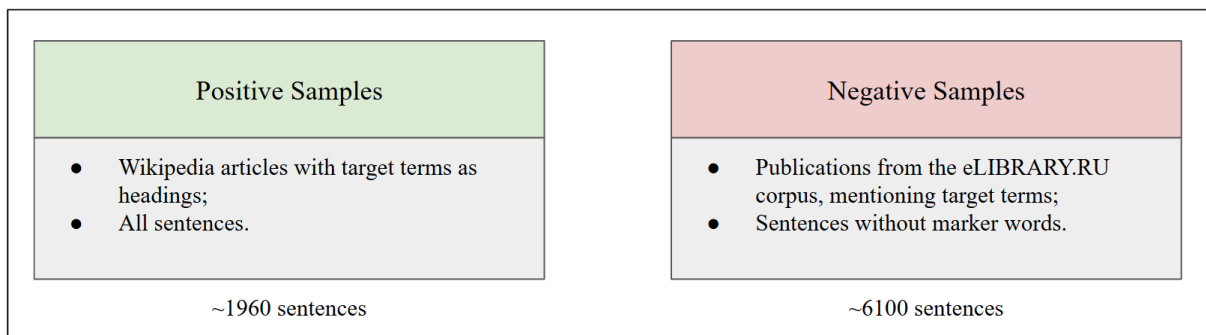 Positive Samples
● Wikipedia articles with target terms as
headings;
● All sentences.
~1960 sentences
Negative Samples
● Publications from the eLIBRARY.RU
corpus, mentioning target terms;
● Sentences without marker words.
~6100 sentences